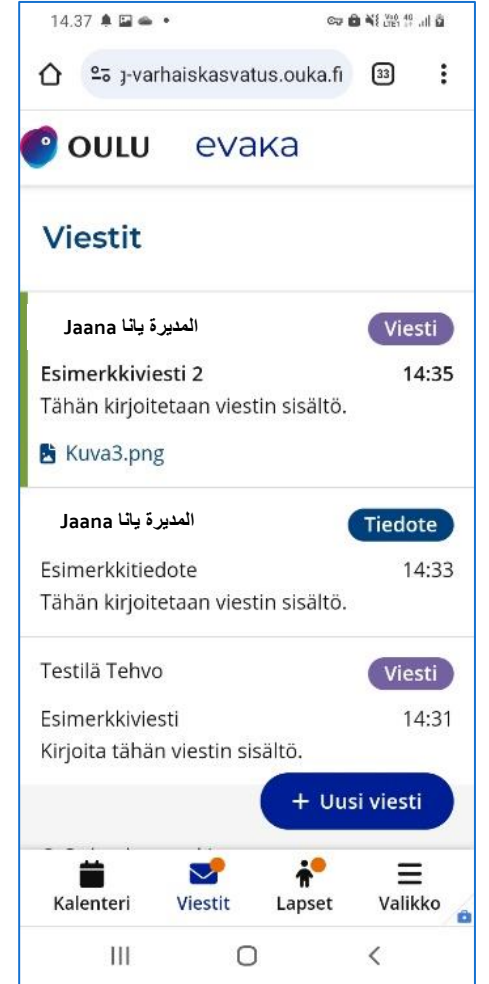 14.37
g-varhaiskasvatus.ouka.fi 33
OULU evaka
Viestit
المديرة يانا Jaana Viesti
Esimerkkiviesti 2 14:35
Tähän kirjoitetaan viestin sisältö.
Kuva3.png
المديرة يانا Jaana Tiedote
Esimerkkitiedote 14:33
Tähän kirjoitetaan viestin sisältö.
Testilä Tehvo Viesti
Esimerkkiviesti 14:31
Kirjoita tähän viestin sisältö.
+ Uusi viesti
Kalenteri Viestit Lapset Valikko